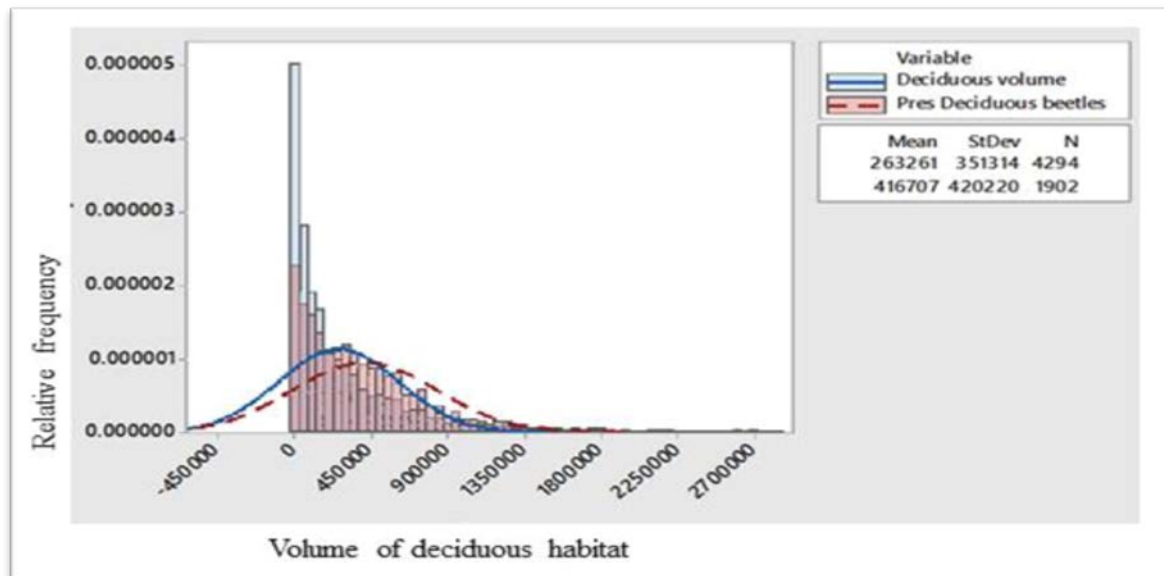 Relative frequency
0.000005
0.000004
0.000003
0.000002
0.000001
0.000000
-450000 0 450000 900000 1350000 1800000 2250000 2700000
Volume of deciduous habitat
Variable
Deciduous volume
Pres Deciduous beetles
Mean StDev N
263261 351314 4294
416707 420220 1902